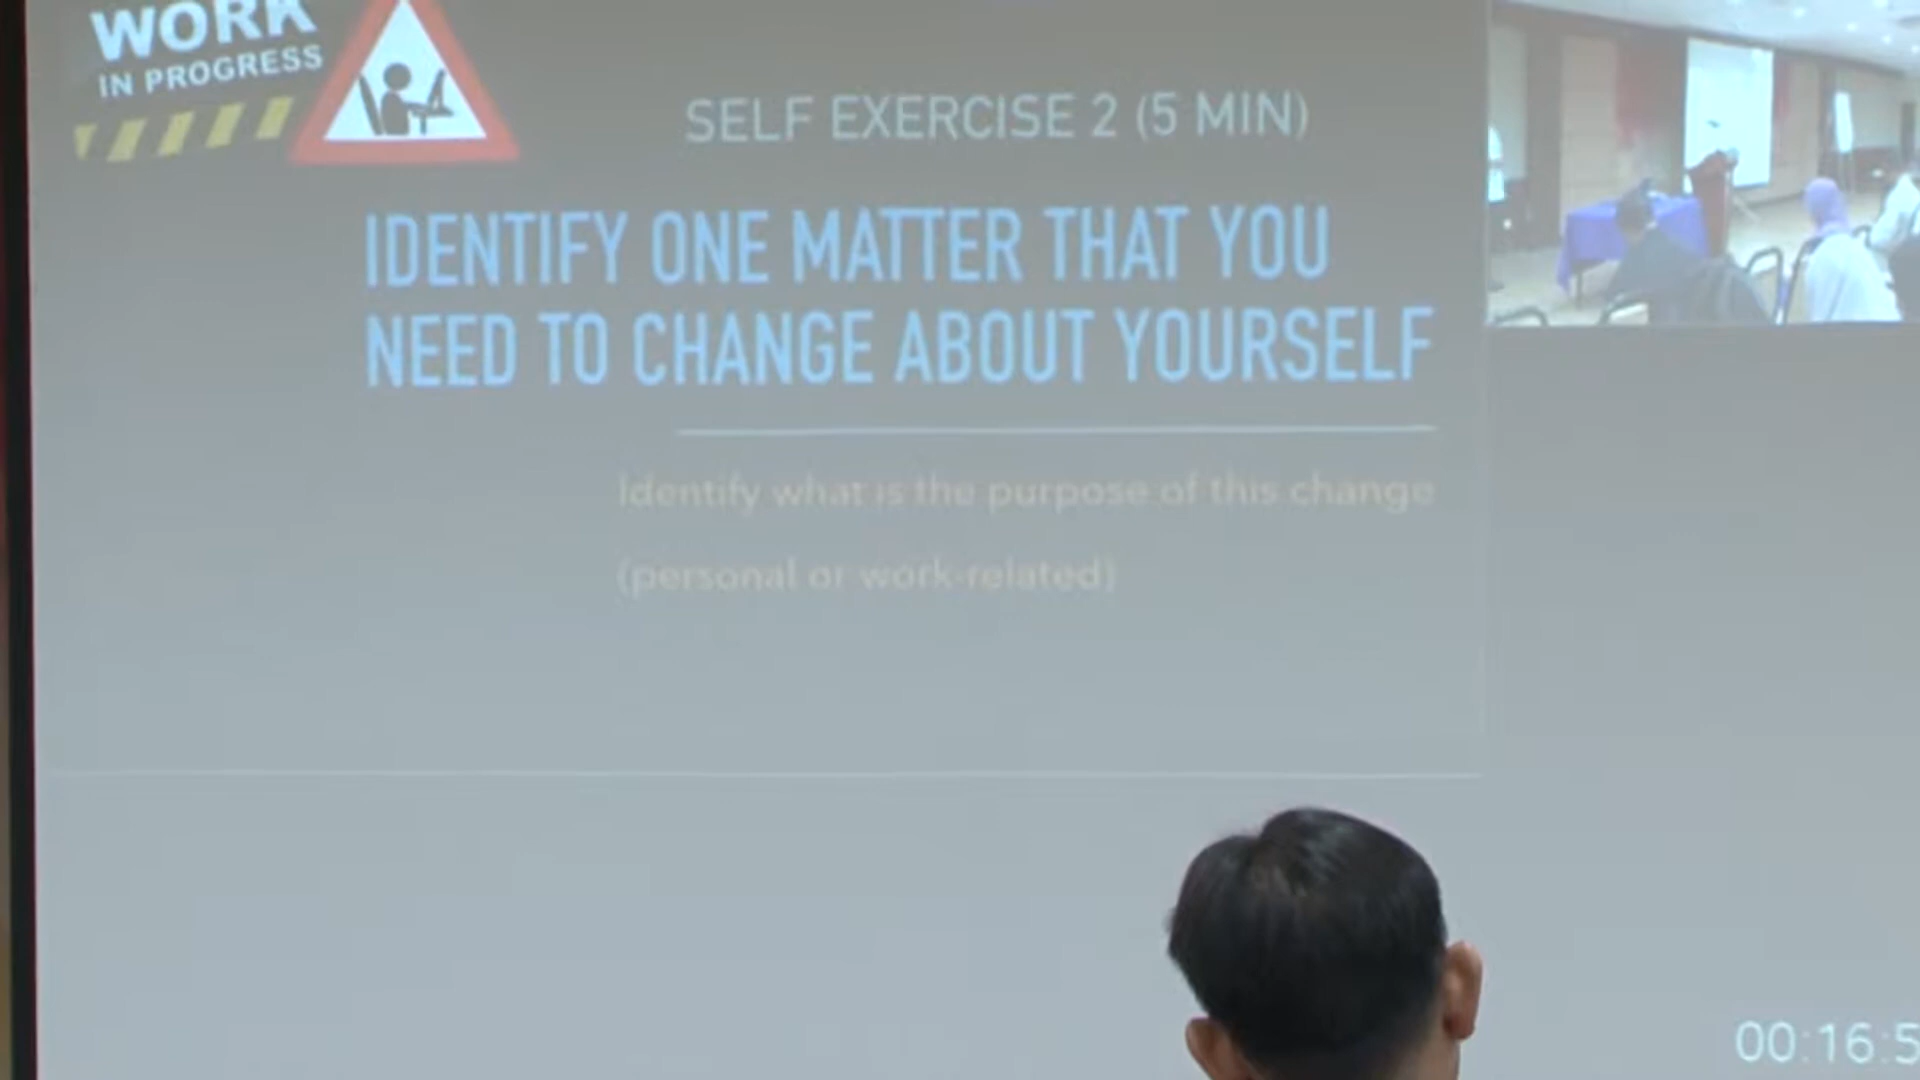 WORK
IN PROGRESS
SELF EXERCISE 2 (5 MIN)
IDENTIFY ONE MATTER THAT YOU
NEED TO CHANGE ABOUT YOURSELF
Identify what is the purpose of this change
(personal or work-related)
00:16:5